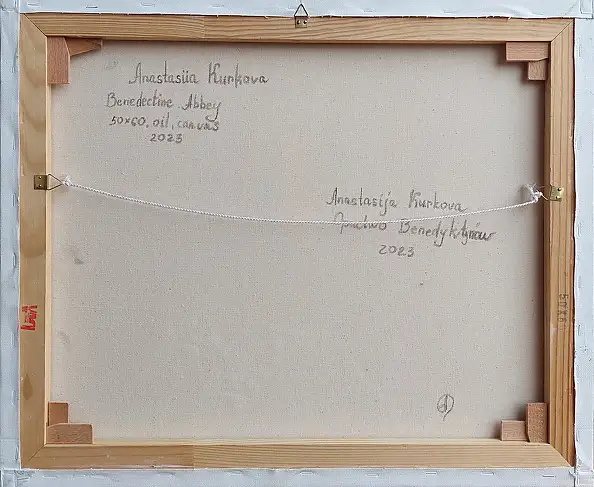 Anastasiia Kurkova
Benedectine Abbey
50x60, oil, canvas
2023
Anastasija Kurkova
Opactwo Benedyktynów
2023